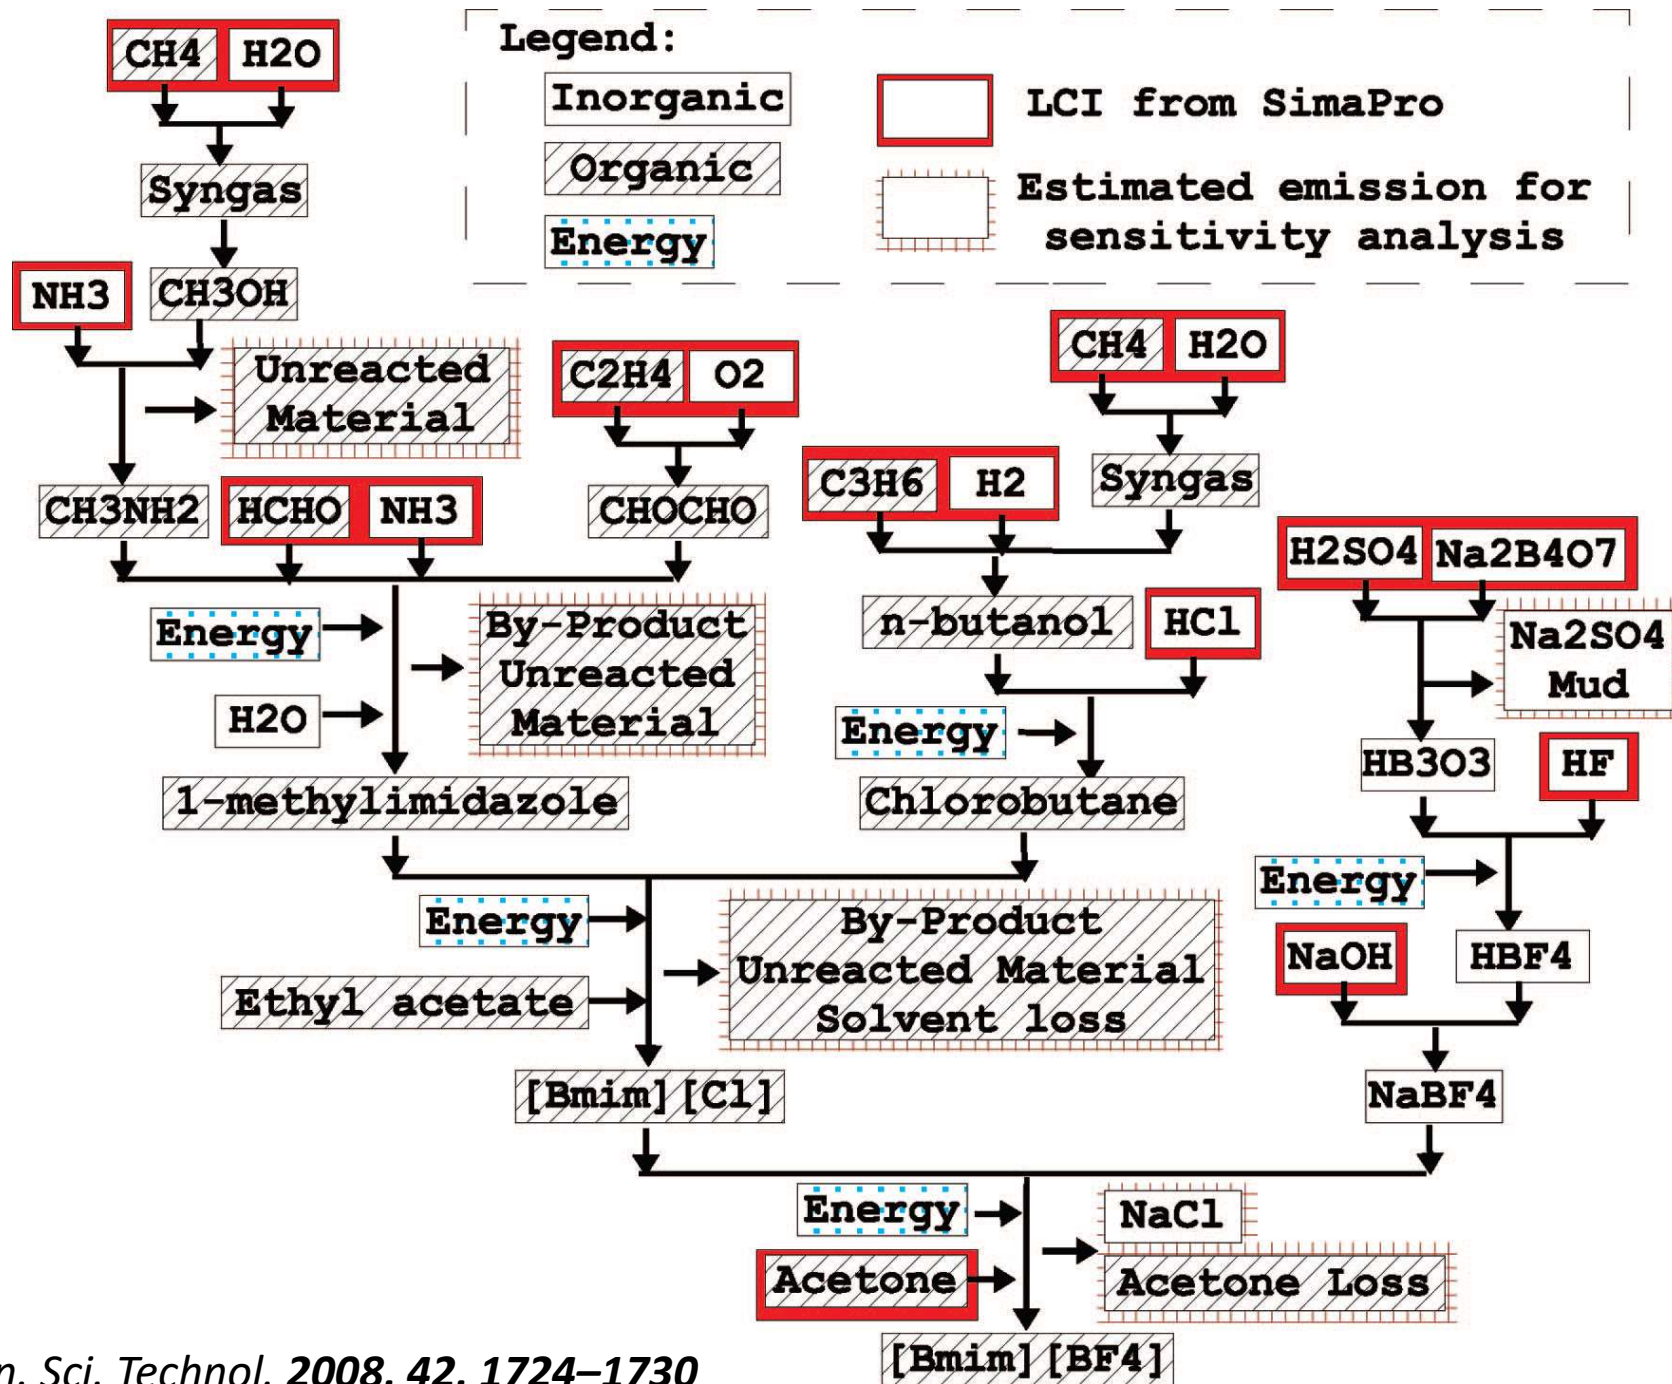 Legend:
Inorganic
Organic
Energy
LCI from SimaPro
Estimated emission for
sensitivity analysis
CH4 H2O
Syngas
NH3 CH3OH
Unreacted
Material
C2H4 O2
CH4 H2O
CH3NH2 HCHO NH3 CHOCHO
C3H6 H2 Syngas
H2SO4 Na2B4O7
Energy
By-Product
Unreacted
Material
n-butanol HCl
Na2SO4
Mud
H2O
Energy
HB3O3 HF
1-methylimidazole
Chlorobutane
Energy
Energy
By-Product
Unreacted Material
Solvent loss
NaOH HBF4
Ethyl acetate
[Bmim][Cl]
NaBF4
Energy
NaCl
Acetone
Acetone Loss
[Bmim][BF4]
n. Sci. Technol. 2008, 42, 1724–1730